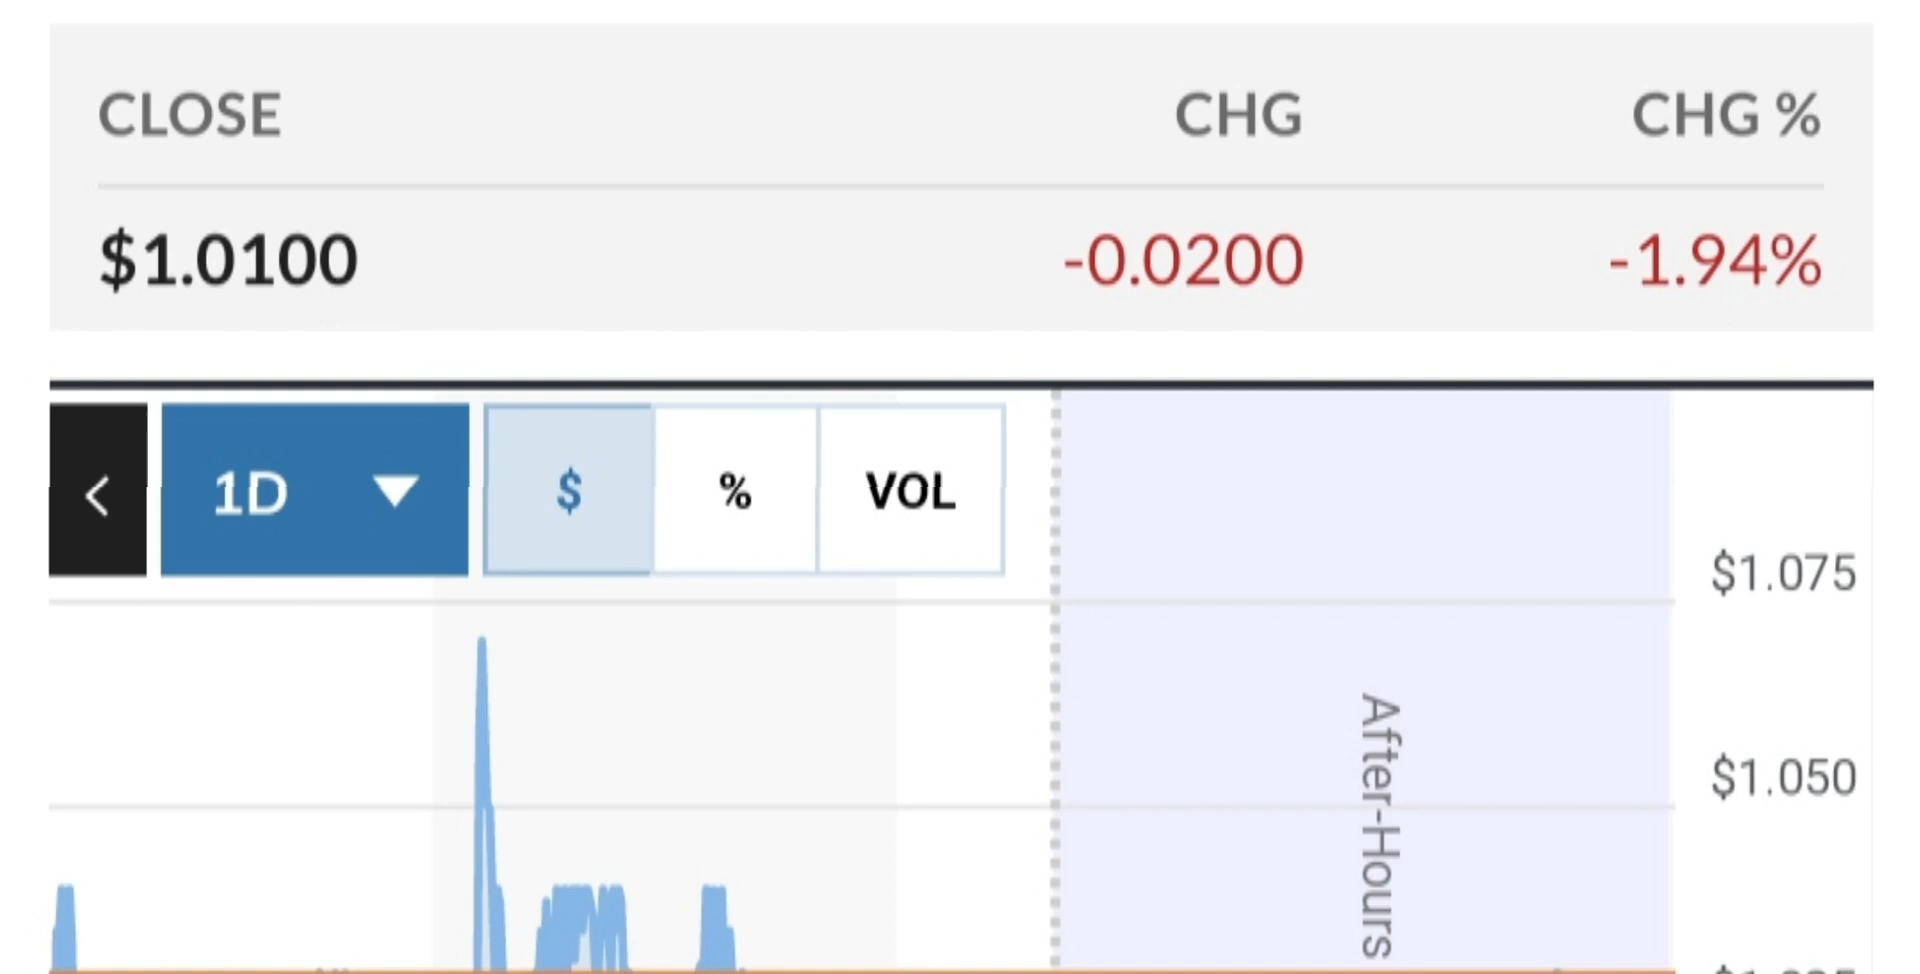 CLOSE CHG CHG %
$1.0100 -0.0200 -1.94%
1D $ % VOL
$1.075
After-Hours
$1.050